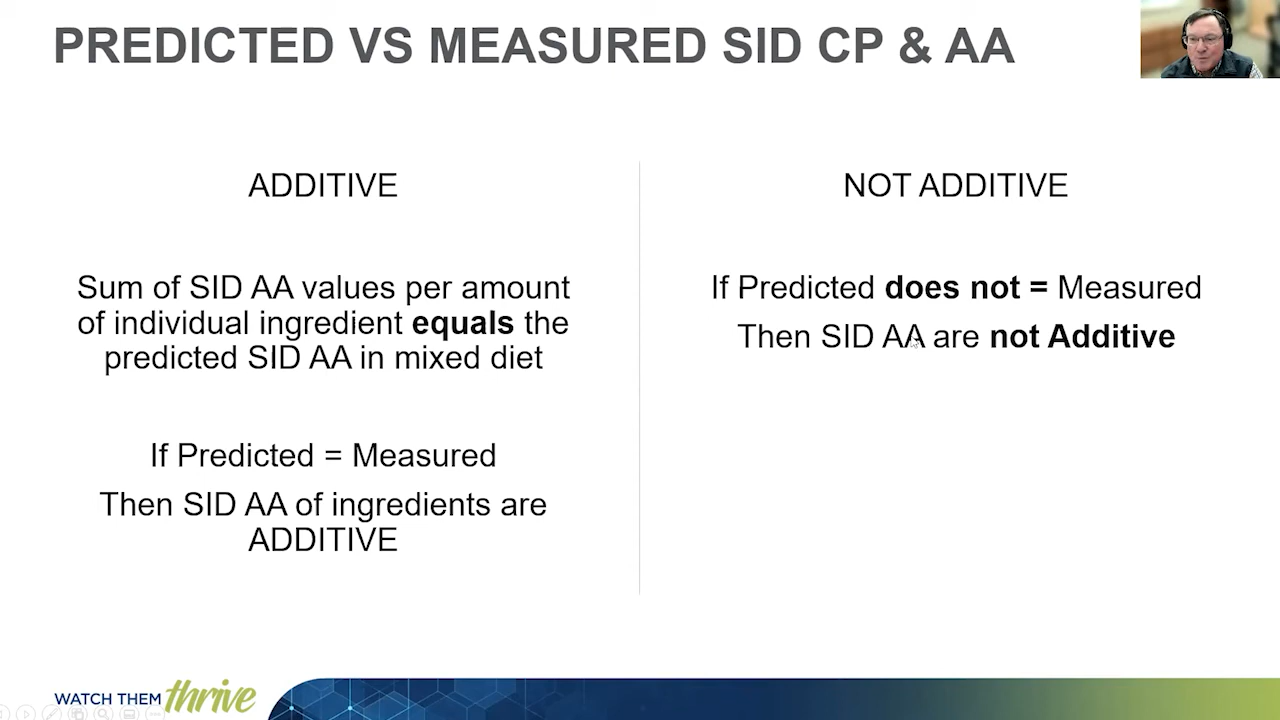 PREDICTED VS MEASURED SID CP & AA
ADDITIVE
Sum of SID AA values per amount
of individual ingredient equals the
predicted SID AA in mixed diet
If Predicted = Measured
Then SID AA of ingredients are
ADDITIVE
NOT ADDITIVE
If Predicted does not = Measured
Then SID AA are not Additive
WATCH THEM thrive